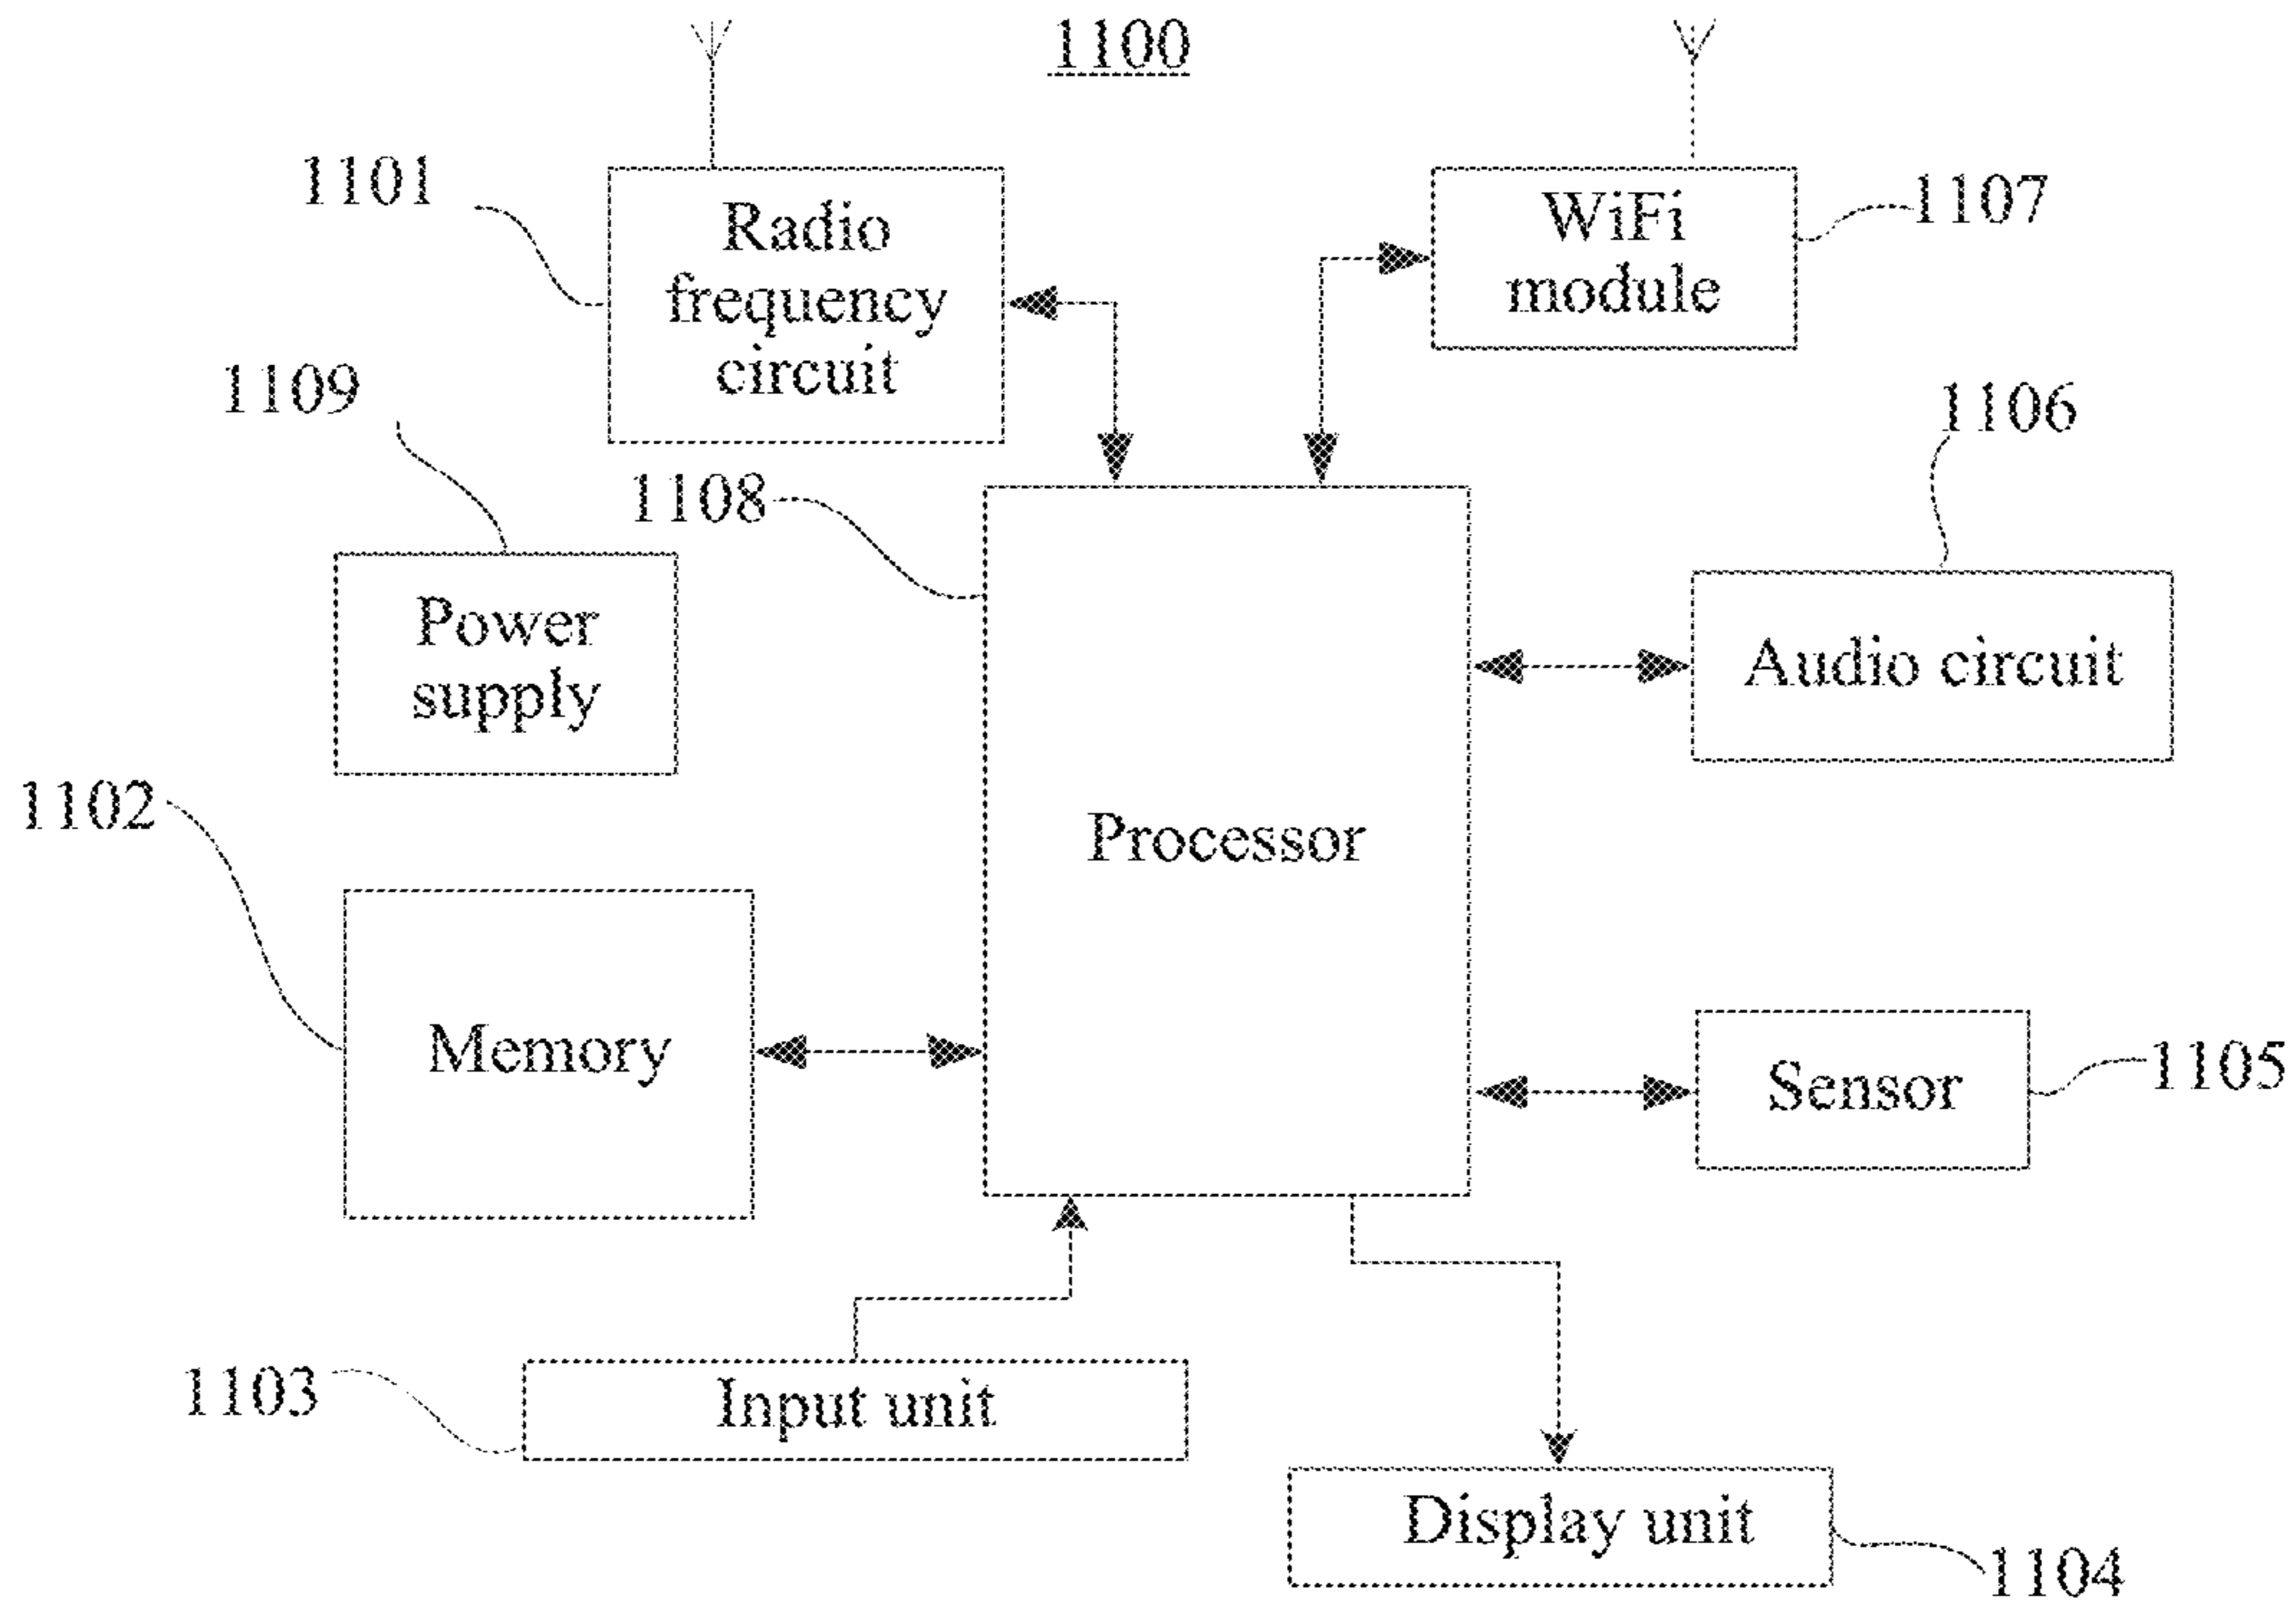 1100
1101
Radio
frequency
circuit
WiFi
module
1107
1109
1106
1108
Power
supply
Audio circuit
1102
Processor
Memory
Sensor
1105
1103
Input unit
Display unit
1104